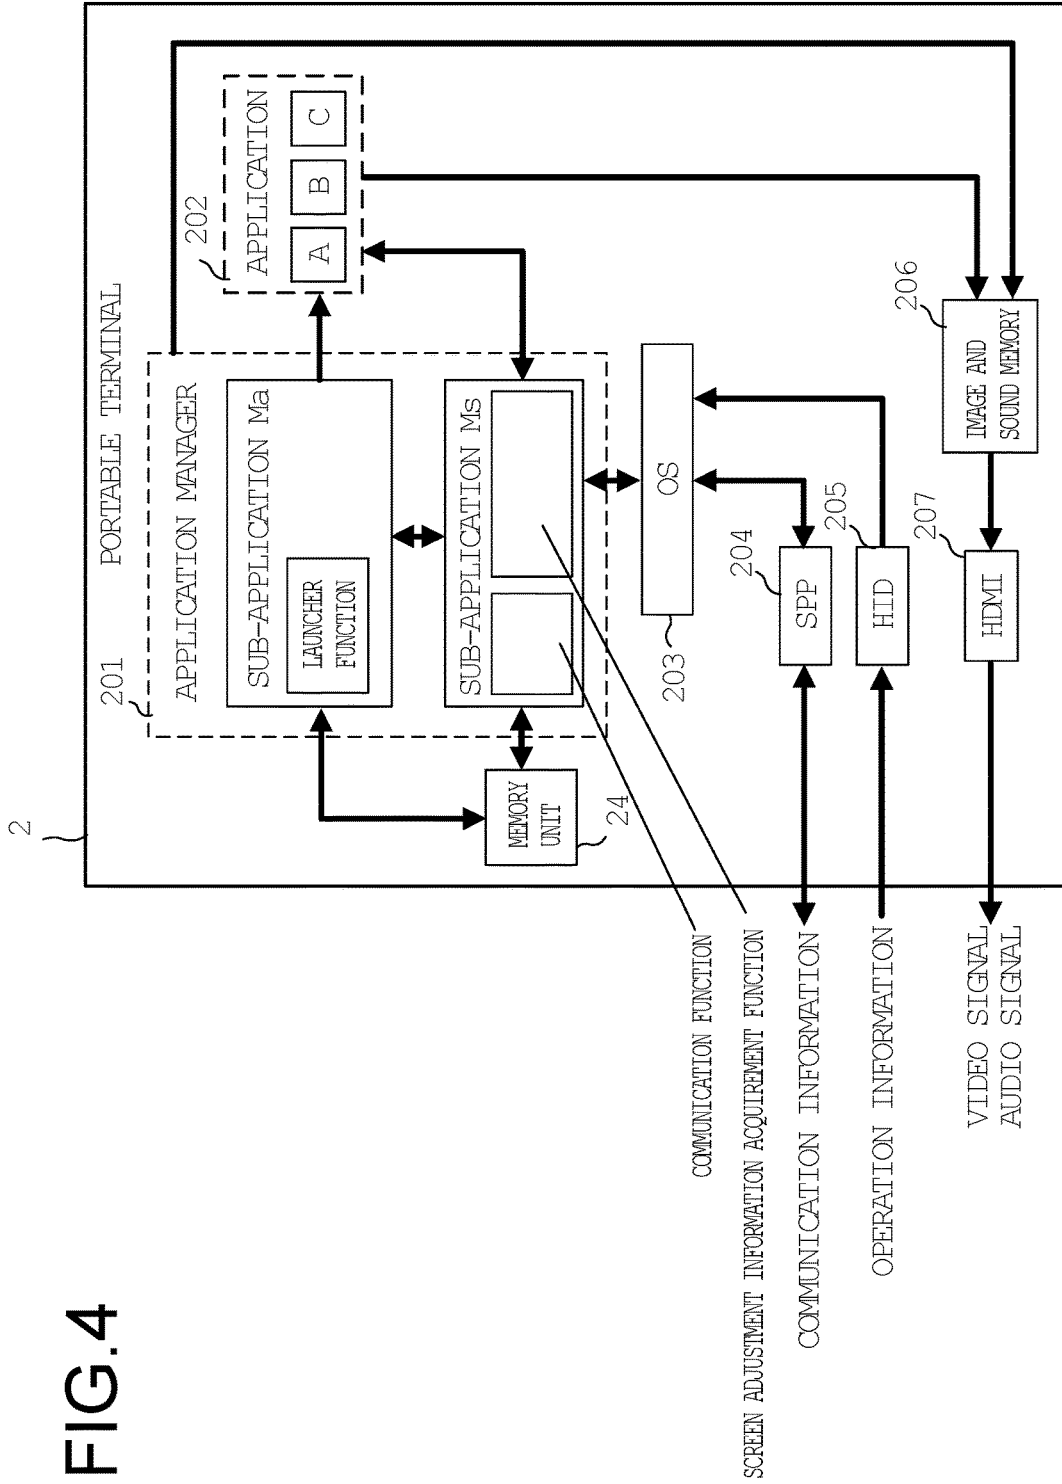 FIG.4
2
PORTABLE TERMINAL
201
APPLICATION MANAGER
SUB-APPLICATION Ma
LAUNCHER
FUNCTION
SUB-APPLICATION Ms
202
APPLICATION
A
B
C
MEMORY
UNIT
24
OS
203
SPP
204
HID
205
IMAGE AND
SOUND MEMORY
206
HDMI
207
COMMUNICATION FUNCTION
SCREEN ADJUSTMENT INFORMATION ACQUIREMENT FUNCTION
COMMUNICATION INFORMATION
OPERATION INFORMATION
VIDEO SIGNAL
AUDIO SIGNAL